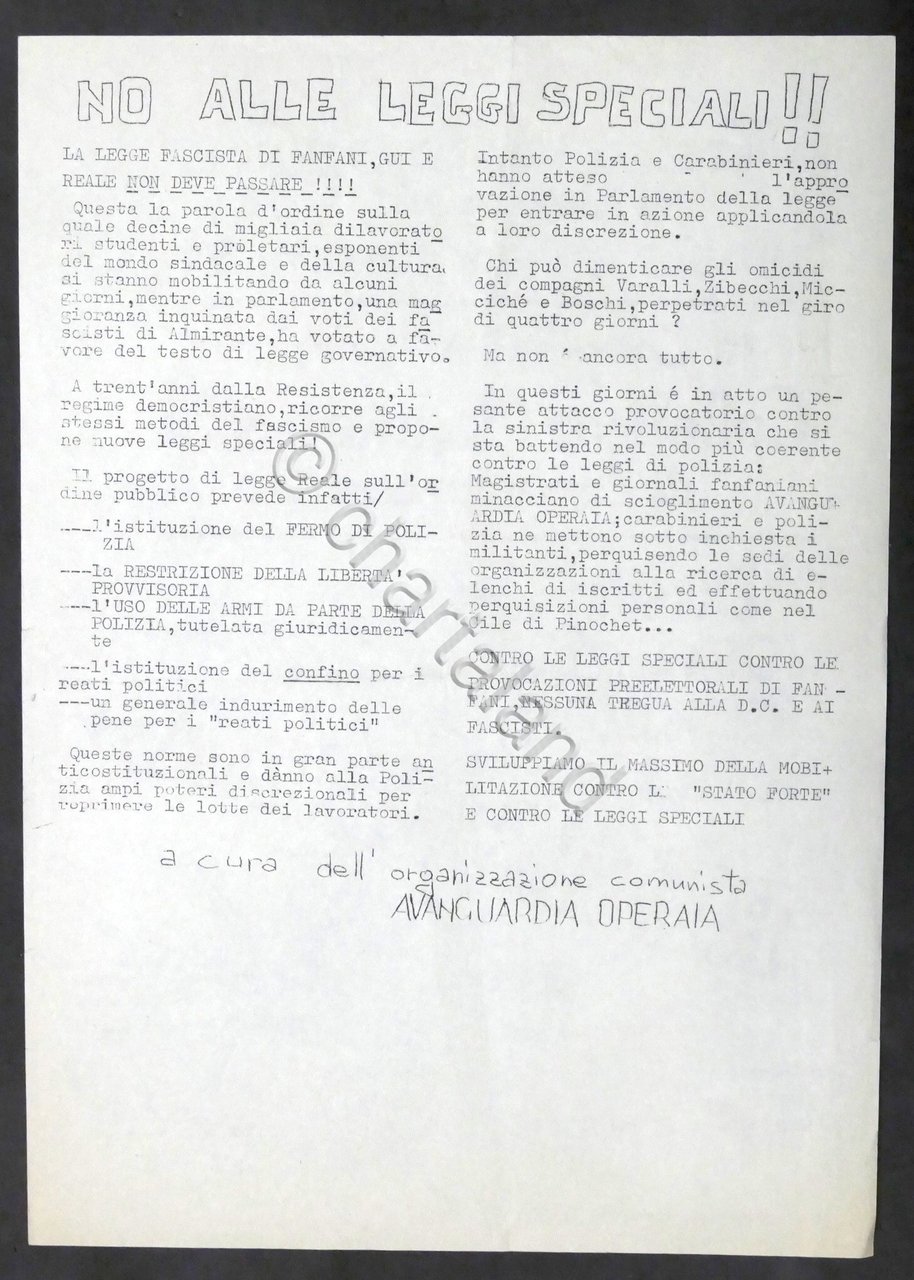 NO ALLE LEGGI SPECIALI!!
LA LEGGE FASCISTA DI FANFANI,GUI E
REALE NON DEVE PASSARE !!!!
Questa la parola d'ordine sulla
quale decine di migliaia dilavorato
ri studenti e proletari,esponenti
del mondo sindacale e della cultura
si stanno mobilitando da alcuni
giorni,mentre in parlamento,una mag
gioranza inquinata dai voti dei fa
scisti di Almirante,ha votato a fa-
vore del testo di legge governativo.
A trent'anni dalla Resistenza,il
regime democristiano,ricorre agli
stessi metodi del fascismo e propo-
ne nuove leggi speciali!
Il progetto di legge Reale sull'or
dine pubblico prevede infatti/
---l'istituzione del FERMO DI POLI-
ZIA
---la RESTRIZIONE DELLA LIBERTA'
PROVVISORIA
---l'USO DELLE ARMI DA PARTE DELLA
POLIZIA,tutelata giuridicamen-
te
---l'istituzione del confino per i
reati politici
---un generale indurimento delle
pene per i "reati politici"
Queste norme sono in gran parte an
ticostituzionali e dànno alla Poli-
zia ampi poteri discrezionali per
reprimere le lotte dei lavoratori.
Intanto Polizia e Carabinieri,non
hanno atteso l'appro
vazione in Parlamento della legge
per entrare in azione applicandola
a loro discrezione.
Chi può dimenticare gli omicidi
dei compagni Varalli,Zibecchi,Mic-
ciché e Boschi,perpetrati nel giro
di quattro giorni ?
Ma non ancora tutto.
In questi giorni é in atto un pe-
sante attacco provocatorio contro
la sinistra rivoluzionaria che si
sta battendo nel modo più coerente
contro le leggi di polizia:
Magistrati e giornali fanfaniani
minacciano di scioglimento AVANGU-
ARDIA OPERAIA;carabinieri e poli-
zia ne mettono sotto inchiesta i
militanti,perquisendo le sedi delle
organizzazioni alla ricerca di e-
lenchi di iscritti ed effettuando
perquisizioni personali come nel
Cile di Pinochet...
CONTRO LE LEGGI SPECIALI CONTRO LE
PROVOCAZIONI PREELETTORALI DI FAN-
FANI,NESSUNA TREGUA ALLA D.C. E AI
FASCISTI.
SVILUPPIAMO IL MASSIMO DELLA MOBI+
LITAZIONE CONTRO L' "STATO FORTE"
E CONTRO LE LEGGI SPECIALI
a cura dell'organizzazione comunista
AVANGUARDIA OPERAIA
© chartaland